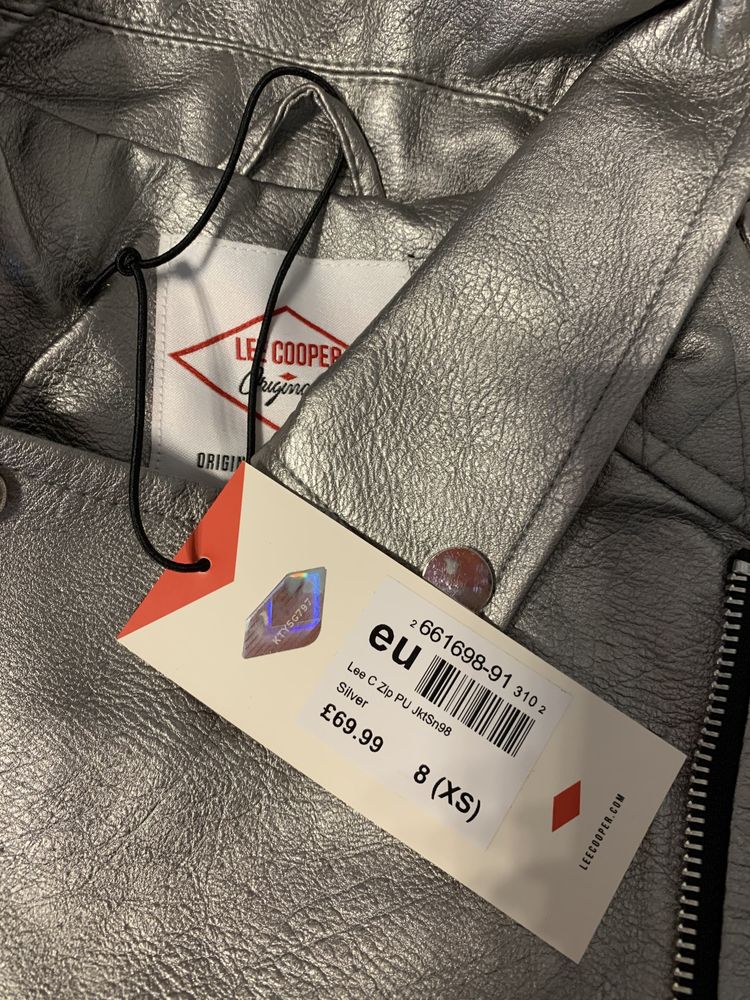 LEE COOPER
ORIGIN
KTY5G797
2 661698-91 310 2
eu
Lee C Zip PU JktSn98
Silver
£69.99
8 (XS)
LEECOOPER.COM